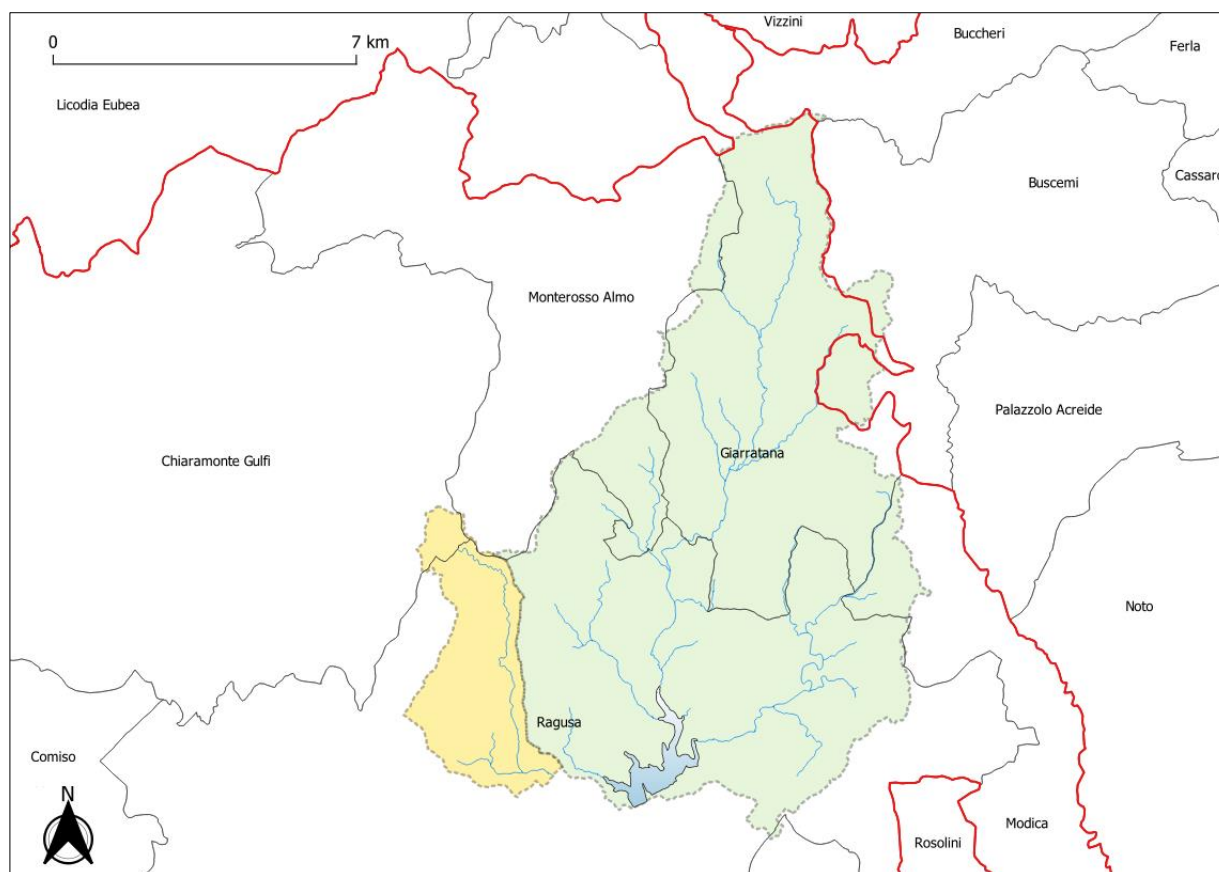 Vizzini
Buccheri
Ferla
0 7 km
Licodia Eubea
Buscemi
Cassaro
Monterosso Almo
Palazzolo Acreide
Giarratana
Chiaramonte Gulfi
Noto
Ragusa
Comiso
N
Modica
Rosolini